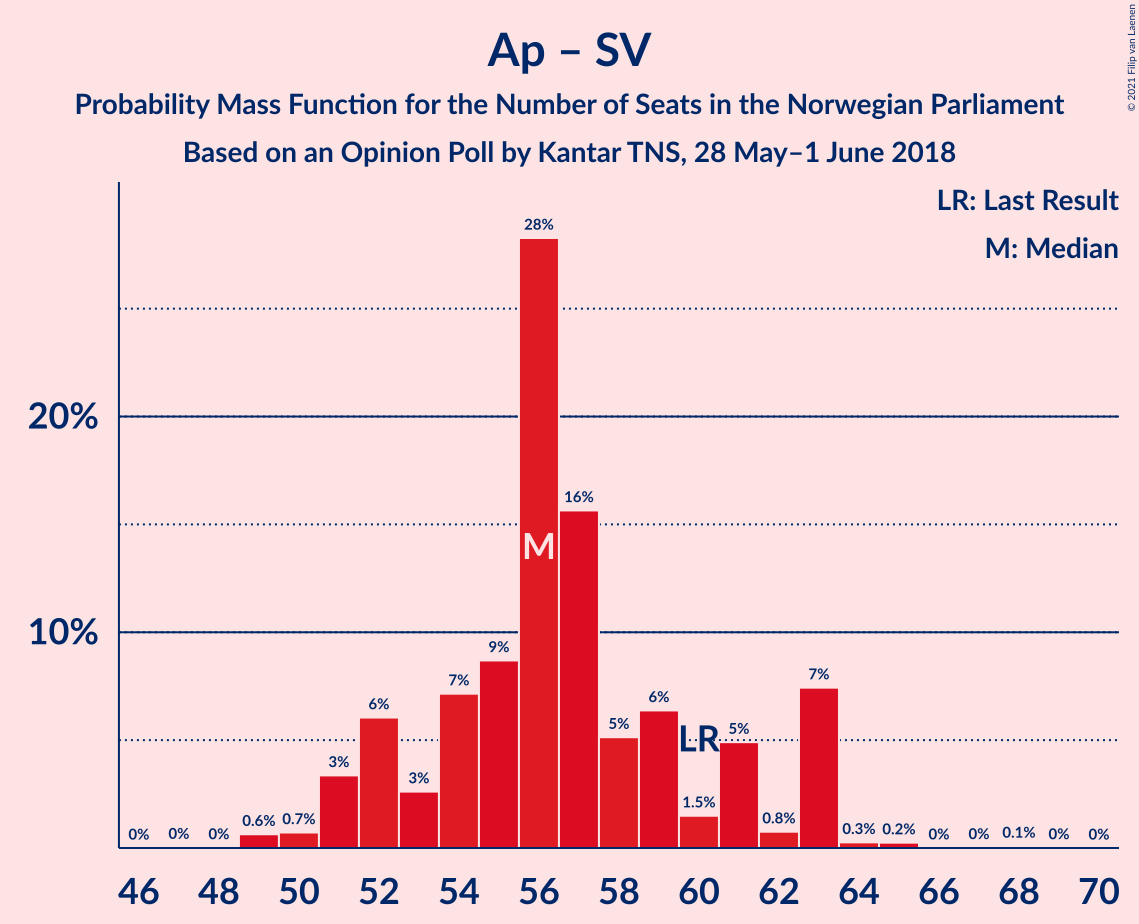 Ap – SV
Probability Mass Function for the Number of Seats in the Norwegian Parliament
Based on an Opinion Poll by Kantar TNS, 28 May–1 June 2018
© 2021 Filip van Laenen
LR: Last Result
M: Median
20%
10%
0% 0% 0% 0.6% 0.7% 3% 6% 3% 7% 9% 28% 16% 5% 6% 1.5% 5% 0.8% 7% 0.3% 0.2% 0% 0% 0.1% 0% 0%
M
LR
46 48 50 52 54 56 58 60 62 64 66 68 70